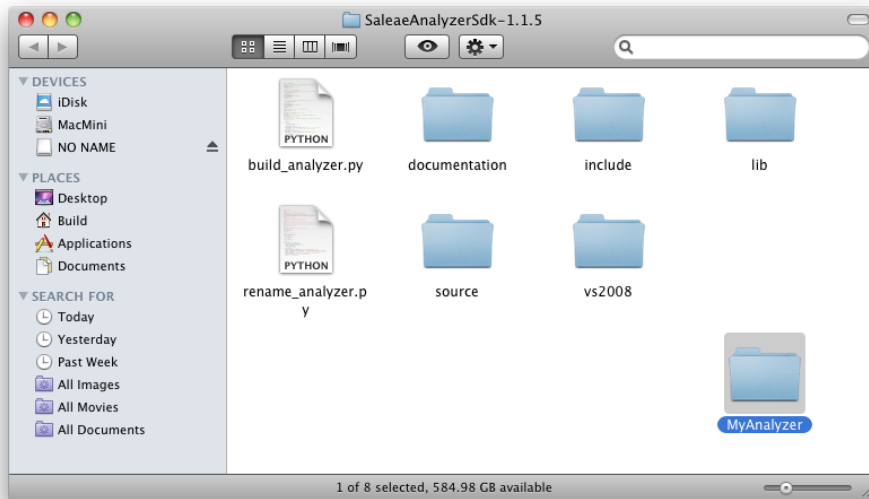 SaleaeAnalyzerSdk-1.1.5
DEVICES
iDisk
MacMini
NO NAME
PLACES
Desktop
Build
Applications
Documents
SEARCH FOR
Today
Yesterday
Past Week
All Images
All Movies
All Documents
PYTHON
build_analyzer.py
documentation
include
lib
PYTHON
rename_analyzer.p
y
source
vs2008
MyAnalyzer
1 of 8 selected, 584.98 GB available